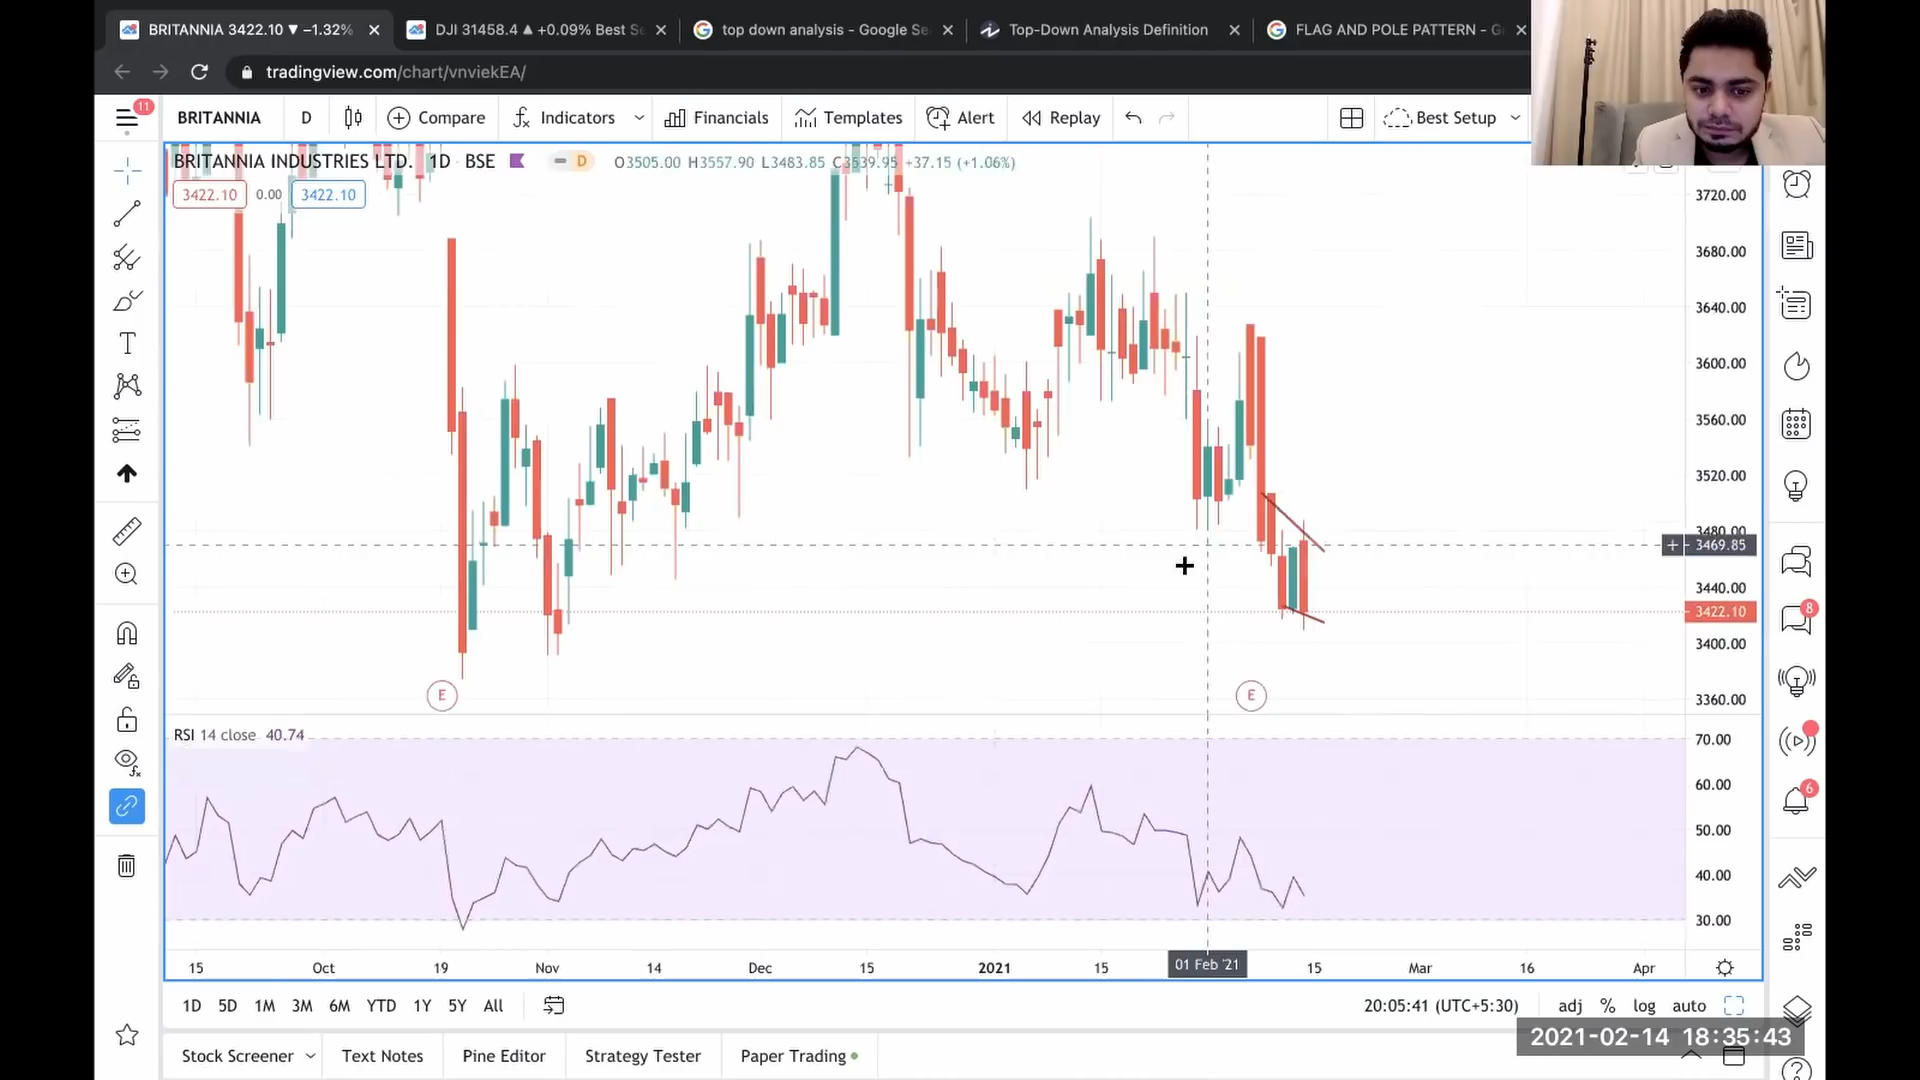 BRITANNIA 3422.10 ▼ −1.32%
DJI 31458.4 ▲ +0.09% Best Se
top down analysis - Google Se
Top-Down Analysis Definition
FLAG AND POLE PATTERN - G
tradingview.com/chart/vnviekEA/
11
BRITANNIA D Compare Indicators Financials Templates Alert Replay Best Setup
BRITANNIA INDUSTRIES LTD. 1D BSE D O3505.00 H3557.90 L3483.85 C3539.95 +37.15 (+1.06%)
3422.10 0.00 3422.10
3720.00
3680.00
3640.00
3600.00
3560.00
3520.00
3480.00
3469.85
3440.00
3422.10
3400.00
3360.00
E E
RSI 14 close 40.74
70.00
60.00
50.00
40.00
30.00
8
6
15 Oct 19 Nov 14 Dec 15 2021 15 01 Feb '21 15 Mar 16 Apr
1D 5D 1M 3M 6M YTD 1Y 5Y All 20:05:41 (UTC+5:30) adj % log auto
2021-02-14 18:35:43
Stock Screener Text Notes Pine Editor Strategy Tester Paper Trading